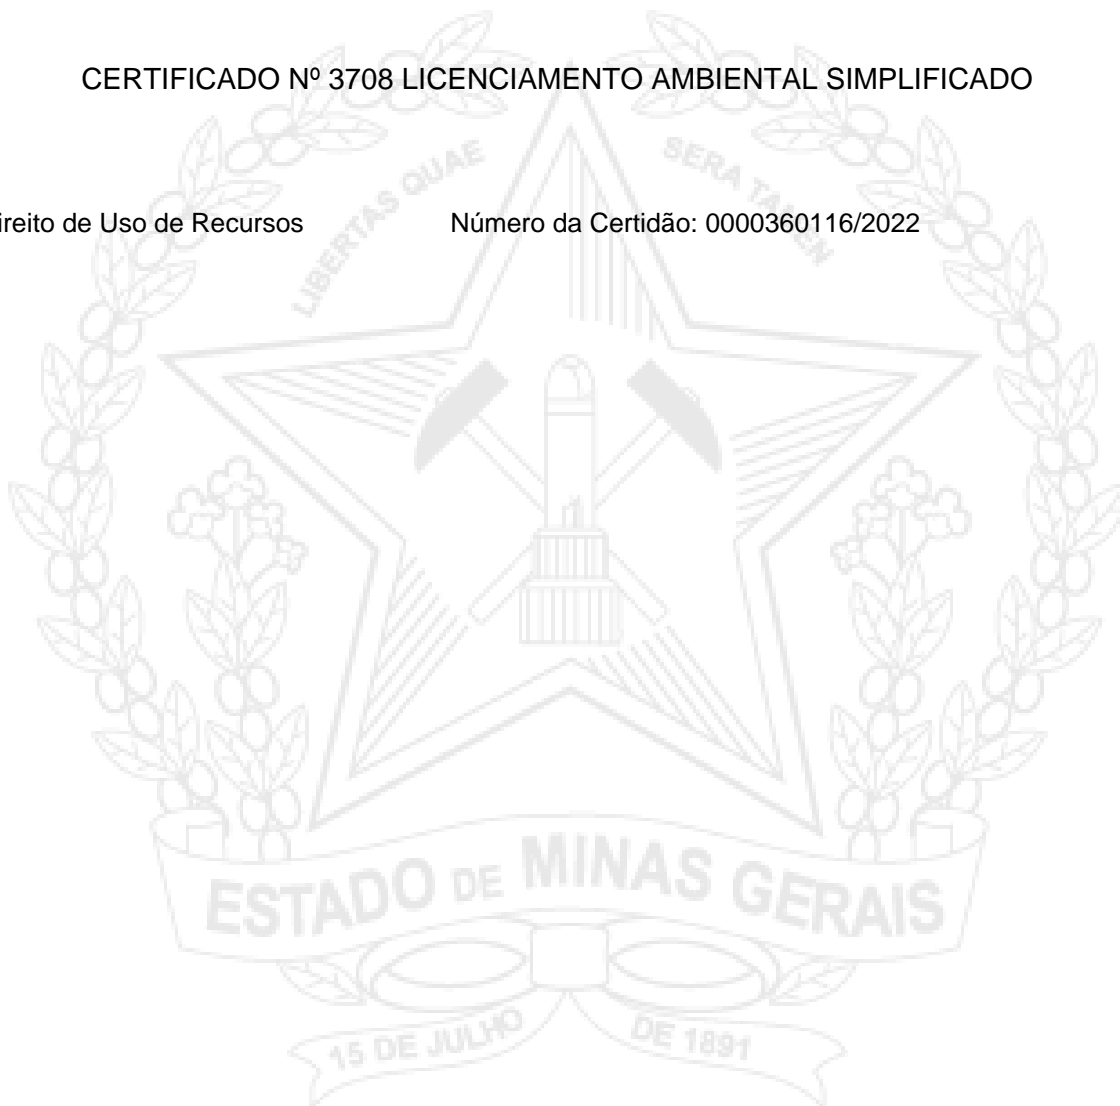 CERTIFICADO Nº 3708 LICENCIAMENTO AMBIENTAL SIMPLIFICADO
LIBERTAS QUAE SERA TAMEN
ireito de Uso de Recursos Número da Certidão: 0000360116/2022
ESTADO DE MINAS GERAIS
15 DE JULHO DE 1891